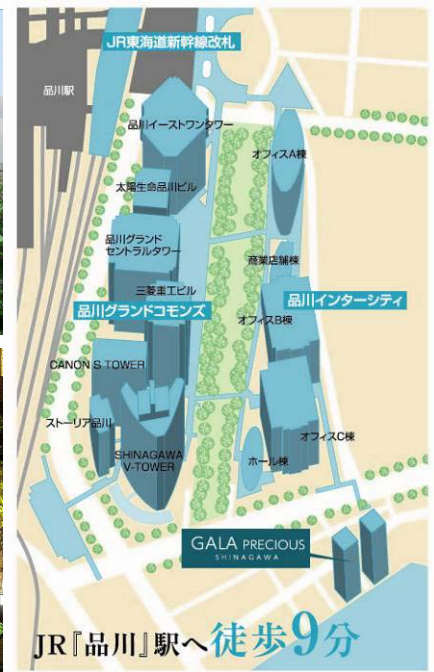 JR東海道新幹線改札
品川駅
品川イーストワンタワー
オフィスA棟
太陽生命品川ビル
品川グランド
セントラルタワー
商業店舗棟
三菱重工ビル
品川インターシティ
品川グランドコモンズ
オフィスB棟
CANON S TOWER
ストーリア品川
オフィスC棟
SHINAGAWA
V-TOWER
ホール棟
GALA PRECIOUS
SHINAGAWA
JR『品川』駅へ徒歩9分